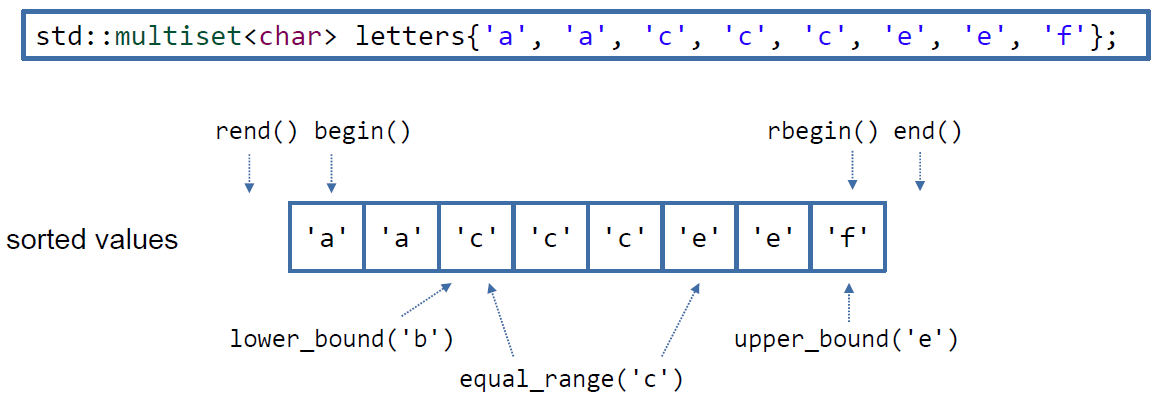 std::multiset<char> letters{'a', 'a', 'c', 'c', 'c', 'e', 'e', 'f'};
rend() begin() rbegin() end()
sorted values 'a' 'a' 'c' 'c' 'c' 'e' 'e' 'f'
lower_bound('b') upper_bound('e')
equal_range('c')